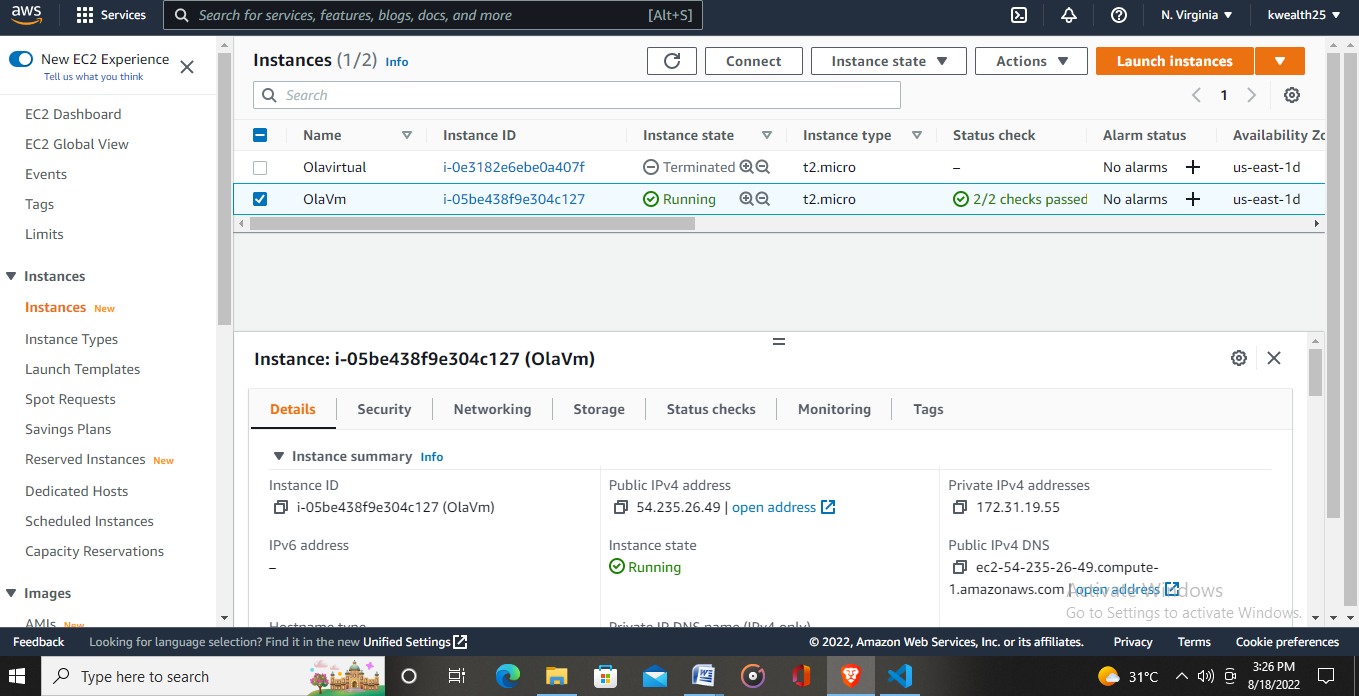 aws Services Search for services, features, blogs, docs, and more [Alt+S] N. Virginia kwealth25
New EC2 Experience
Tell us what you think
EC2 Dashboard
EC2 Global View
Events
Tags
Limits
Instances
Instances New
Instance Types
Launch Templates
Spot Requests
Savings Plans
Reserved Instances New
Dedicated Hosts
Scheduled Instances
Capacity Reservations
Images
AMIs New
Instances (1/2) Info
Connect Instance state Actions Launch instances
Search
1
Name Instance ID Instance state Instance type Status check Alarm status Availability Zo
Olavirtual i-0e3182e6ebe0a407f Terminated t2.micro – No alarms + us-east-1d
OlaVm i-05be438f9e304c127 Running t2.micro 2/2 checks passed No alarms + us-east-1d
Instance: i-05be438f9e304c127 (OlaVm)
Details Security Networking Storage Status checks Monitoring Tags
Instance summary Info
Instance ID
i-05be438f9e304c127 (OlaVm)
Public IPv4 address
54.235.26.49 | open address
Private IPv4 addresses
172.31.19.55
IPv6 address
–
Instance state
Running
Public IPv4 DNS
ec2-54-235-26-49.compute-
1.amazonaws.com | open address
Hostname type
Private IP DNS name (IPv4 only)
Activate Windows
Go to Settings to activate Windows.
Feedback Looking for language selection? Find it in the new Unified Settings © 2022, Amazon Web Services, Inc. or its affiliates. Privacy Terms Cookie preferences
Type here to search
31°C
3:26 PM
8/18/2022